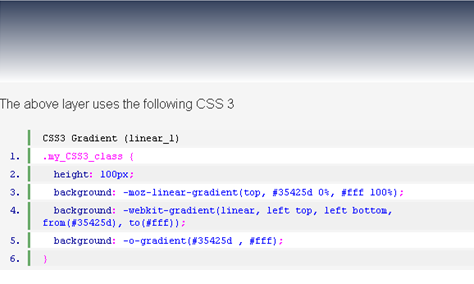 The above layer uses the following CSS 3
CSS3 Gradient (linear_1)
1. .my_CSS3_class {
2. height: 100px;
3. background: -moz-linear-gradient(top, #35425d 0%, #fff 100%);
4. background: -webkit-gradient(linear, left top, left bottom,
from(#35425d), to(#fff));
5. background: -o-gradient(#35425d , #fff);
6. }